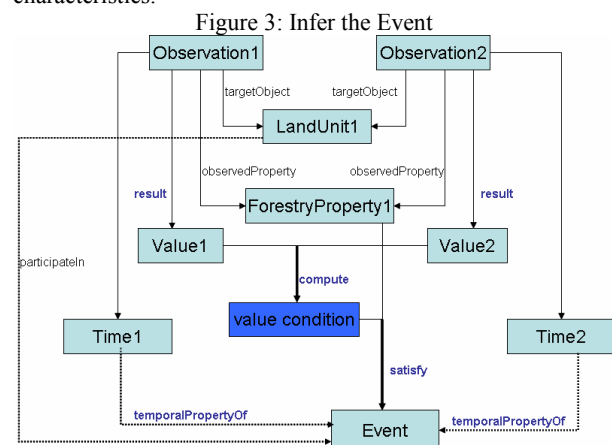 characteristics.
Figure 3: Infer the Event
Observation1
Observation2
targetObject
targetObject
LandUnit1
observedProperty
observedProperty
result
result
ForestryProperty1
Value1
Value2
participateIn
compute
value condition
Time1
Time2
satisfy
temporalPropertyOf
temporalPropertyOf
Event